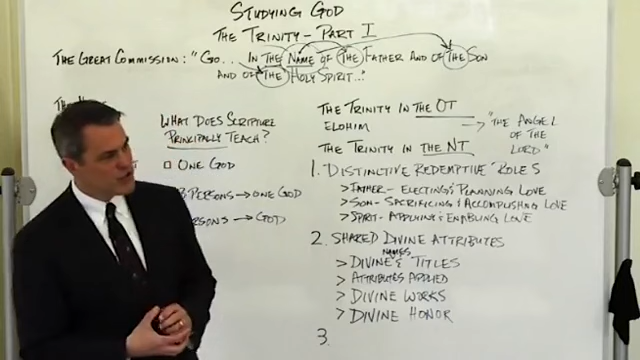 STUDYING GOD
THE TRINITY - PART I
THE GREAT COMMISSION: "GO... IN THE NAME OF THE FATHER AND OF THE SON
AND OF THE HOLY SPIRIT..."
WHAT DOES SCRIPTURE
PRINCIPALLY TEACH?
ONE GOD
3 PERSONS → ONE GOD
PERSONS → GOD
THE TRINITY IN THE OT
ELOHIM → "THE ANGEL
OF THE
LORD"
THE TRINITY IN THE NT
1. DISTINCTIVE REDEMPTIVE ROLES
> FATHER - ELECTING & PLANNING LOVE
> SON - SACRIFICING & ACCOMPLISHING LOVE
> SPIRIT - APPLYING & ENABLING LOVE
2. SHARED DIVINE ATTRIBUTES
NAMES
> DIVINE & TITLES
> ATTRIBUTES APPLIED
> DIVINE WORKS
> DIVINE HONOR
3.